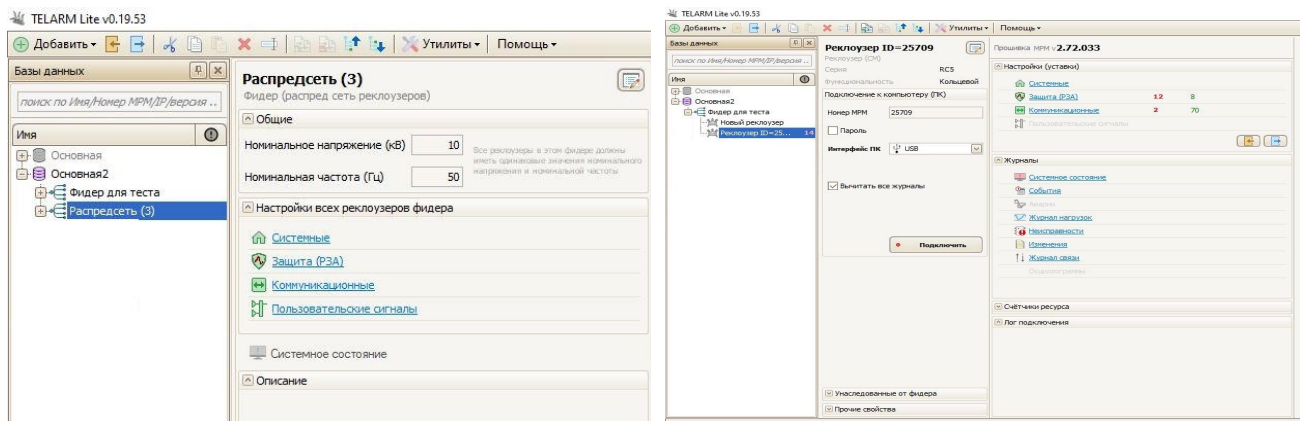 TELARM Lite v0.19.53
Добавить
Утилиты
Помощь
Базы данных
поиск по Имя/Номер МРМ/IP/версия ..
Имя
Основная
Основная2
Фидер для теста
Распредсеть (3)
Распредсеть (3)
Фидер (распред сеть реклоузеров)
Общие
Номинальное напряжение (кВ) 10
Номинальная частота (Гц) 50
Все реклоузеры в этом фидере должны
иметь одинаковые значения номинального
напряжения и номинальной частоты
Настройки всех реклоузеров фидера
Системные
Защита (РЗА)
Коммуникационные
Пользовательские сигналы
Системное состояние
Описание
TELARM Lite v0.19.53
Добавить
Утилиты
Помощь
Базы данных
поиск по Имя/Номер МРМ/IP/версия ..
Имя
Основная
Основная2
Фидер для теста
Новый реклоузер
Реклоузер ID=25... 14
Реклоузер ID=25709
Реклоузер (СМ)
Серия RC5
Функциональность Кольцевой
Подключение к компьютеру (ПК)
Номер МРМ 25709
Пароль
Интерфейс ПК USB
Вычитать все журналы
Подключить
Унаследованные от фидера
Прочие свойства
Прошивка МРМ v2.72.033
Настройки (уставки)
Системные
Защита (РЗА) 12 8
Коммуникационные 2 70
Пользовательские сигналы
Журналы
Системное состояние
События
Аварии
Журнал нагрузок
Неисправности
Изменения
Журнал связи
Осциллограммы
Счётчики ресурса
Лог подключения